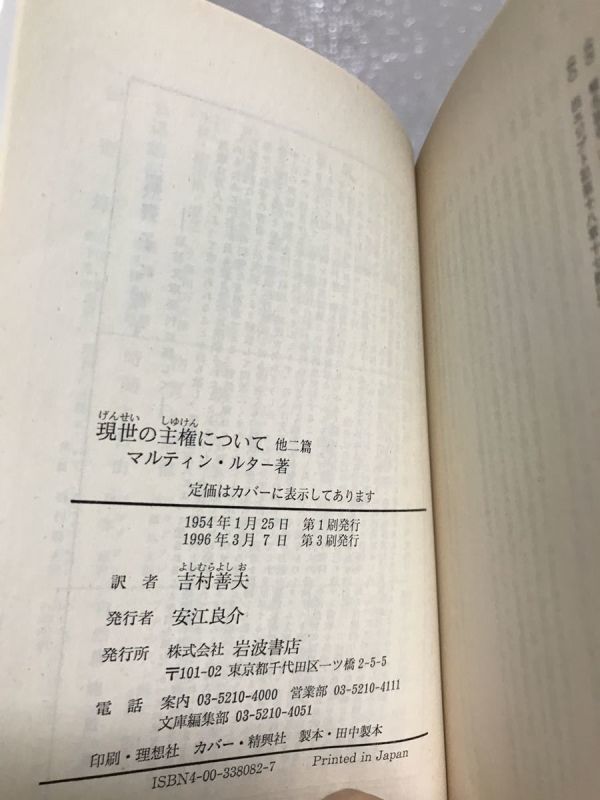 げんせい しゆけん
現世の主権について 他二篇
マルティン・ルター著
定価はカバーに表示してあります
1954年1月25日 第1刷発行
1996年3月7日 第3刷発行
よしむらよしお
訳者 吉村善夫
発行者 安江良介
発行所 株式会社 岩波書店
〒101-02 東京都千代田区一ツ橋2-5-5
電話 案内 03-5210-4000 営業部 03-5210-4111
文庫編集部 03-5210-4051
印刷・理想社 カバー・精興社 製本・田中製本
ISBN4-00-338082-7 Printed in Japan